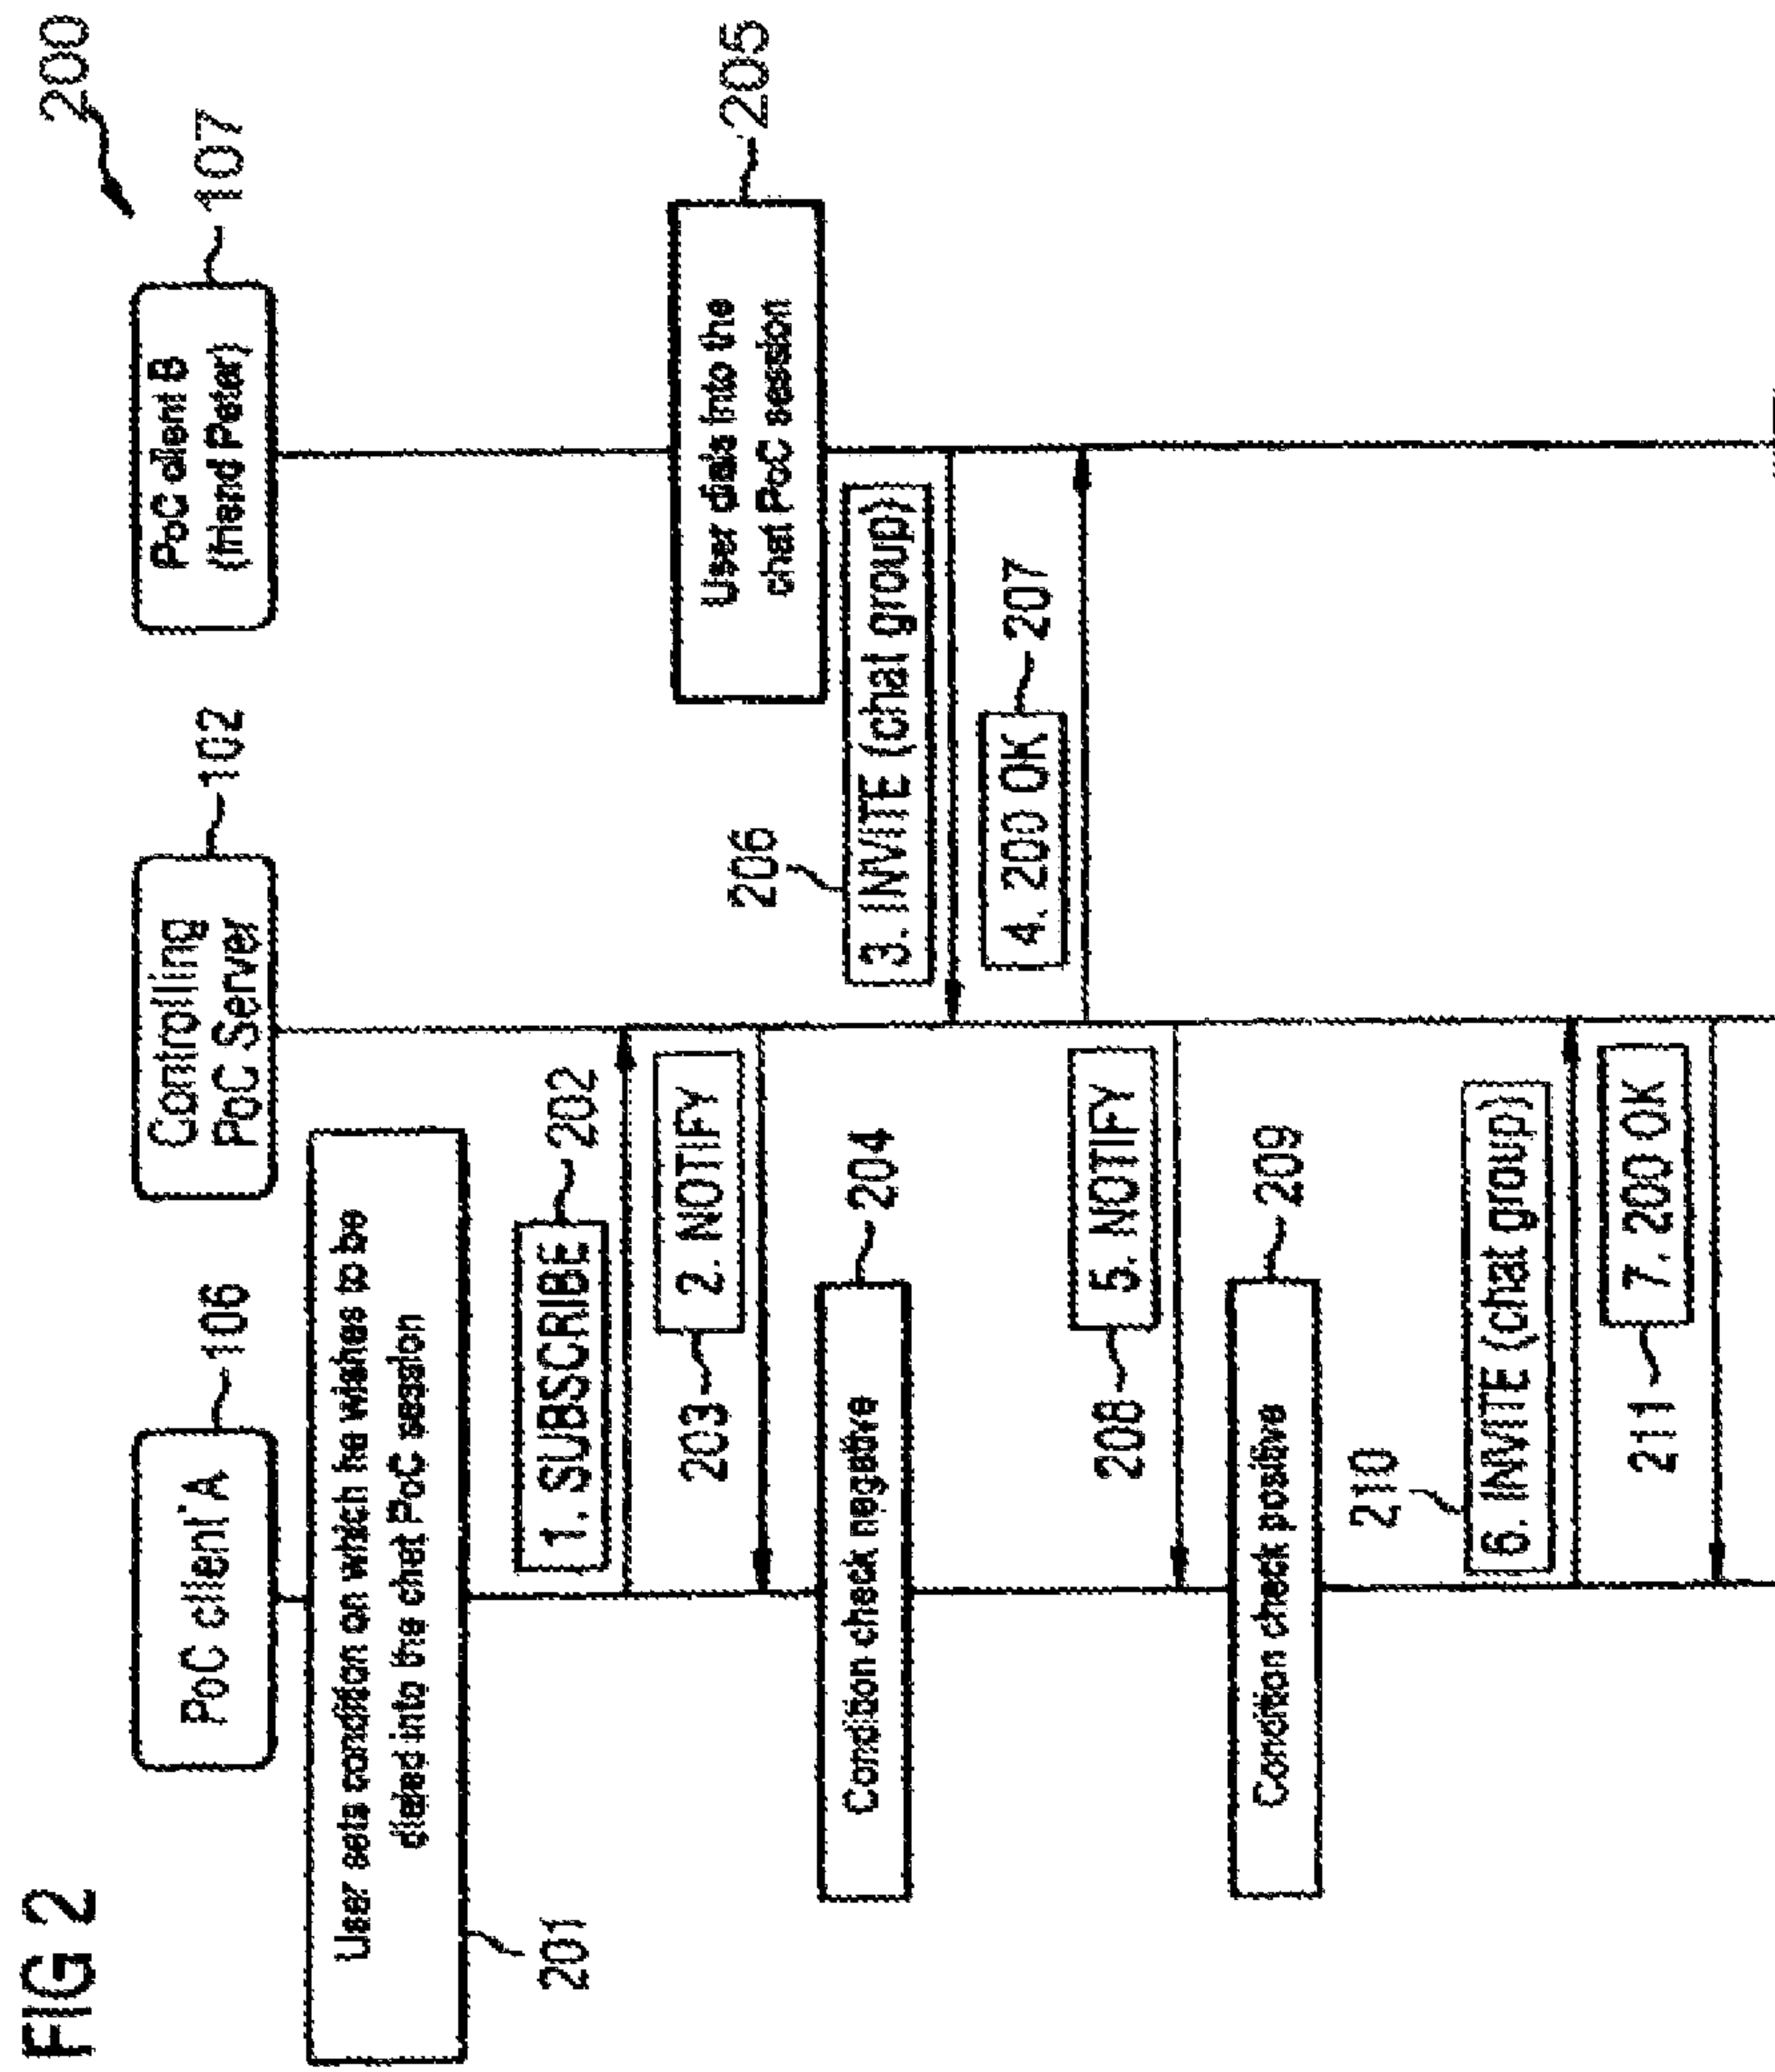 FIG 2
200
PoC client A
106
Controlling
PoC Server
102
PoC client B
(friend Peter)
107
User sets condition on which he wishes to be
dialed into the chat PoC session
201
1. SUBSCRIBE
202
2. NOTIFY
203
Condition check negative
204
User dials into the
chat PoC session
205
3. INVITE (chat group)
206
4. 200 OK
207
5. NOTIFY
208
Condition check positive
209
6. INVITE (chat group)
210
7. 200 OK
211